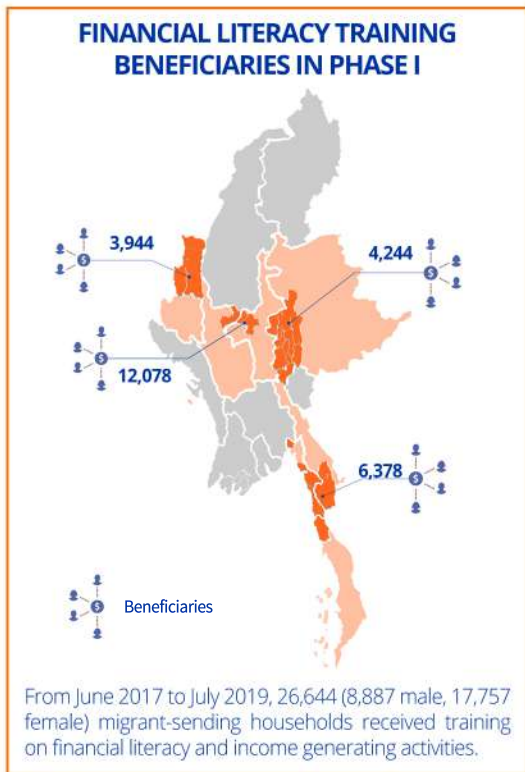 FINANCIAL LITERACY TRAINING
BENEFICIARIES IN PHASE I
3,944
4,244
12,078
6,378
Beneficiaries
From June 2017 to July 2019, 26,644 (8,887 male, 17,757
female) migrant-sending households received training
on financial literacy and income generating activities.